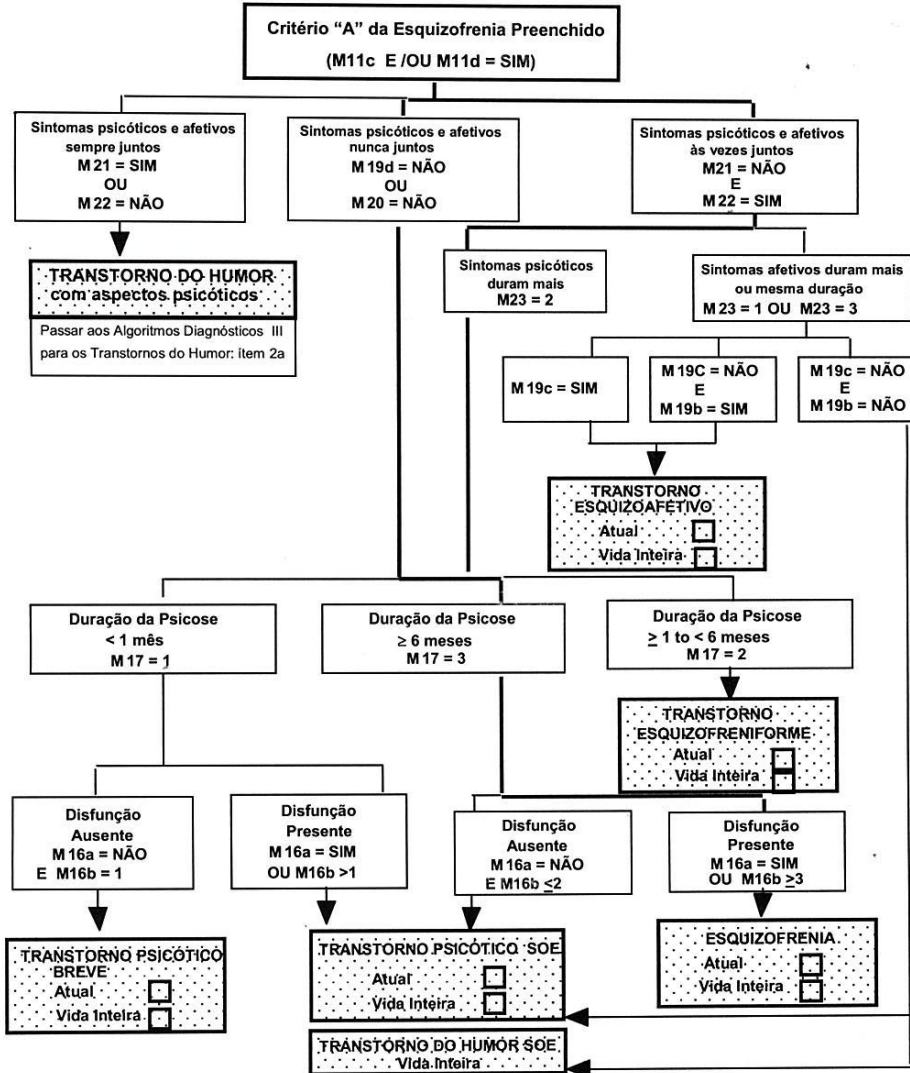 Critério “A” da Esquizofrenia Preenchido
(M11c E /OU M11d = SIM)
Sintomas psicóticos e afetivos
sempre juntos
M 21 = SIM
OU
M 22 = NÃO
Sintomas psicóticos e afetivos
nunca juntos
M 19d = NÃO
OU
M 20 = NÃO
Sintomas psicóticos e afetivos
às vezes juntos
M21 = NÃO
E
M 22 = SIM
TRANSTORNO DO HUMOR
com aspectos psicóticos
Passar aos Algoritmos Diagnósticos III
para os Transtornos do Humor: ítem 2a
Sintomas psicóticos
duram mais
M23 = 2
Sintomas afetivos duram mais
ou mesma duração
M 23 = 1 OU M23 = 3
M 19c = SIM
M 19C = NÃO
E
M 19b = SIM
M 19c = NÃO
E
M 19b = NÃO
TRANSTORNO
ESQUIZOAFETIVO
Atual
Vida Inteira
Duração da Psicose
< 1 mês
M 17 = 1
Duração da Psicose
≥ 6 meses
M 17 = 3
Duração da Psicose
≥ 1 to < 6 meses
M 17 = 2
TRANSTORNO
ESQUIZOFRENIFORME
Atual
Vida Inteira
Disfunção
Ausente
M 16a = NÃO
E M16b = 1
Disfunção
Presente
M 16a = SIM
OU M16b >1
Disfunção
Ausente
M 16a = NÃO
E M16b ≤2
Disfunção
Presente
M 16a = SIM
OU M16b ≥3
TRANSTORNO PSICÓTICO
BREVE
Atual
Vida Inteira
TRANSTORNO PSICÓTICO SOE
Atual
Vida Inteira
ESQUIZOFRENIA
Atual
Vida Inteira
TRANSTORNO DO HUMOR SOE
Vida Inteira